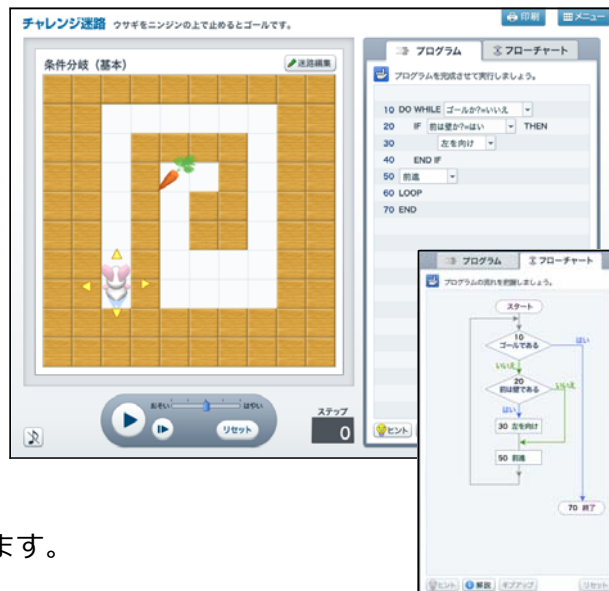 チャレンジ迷路 ウサギをニンジンの上で止めるとゴールです。
印刷
メニュー
条件分岐（基本）
迷路編集
プログラム
フローチャート
プログラムを完成させて実行しましょう。
10 DO WHILE ゴールか?=いいえ
20 IF 前は壁か?=はい THEN
30 左を向け
40 END IF
50 前進
60 LOOP
70 END
おそい
はやい
リセット
ステップ
0
ヒント
プログラム
フローチャート
プログラムの流れを把握しましょう。
スタート
10
ゴールである
はい
いいえ
20
前は壁である
いいえ
はい
30 左を向け
50 前進
70 終了
ヒント
解説
ギブアップ
リセット
ます。